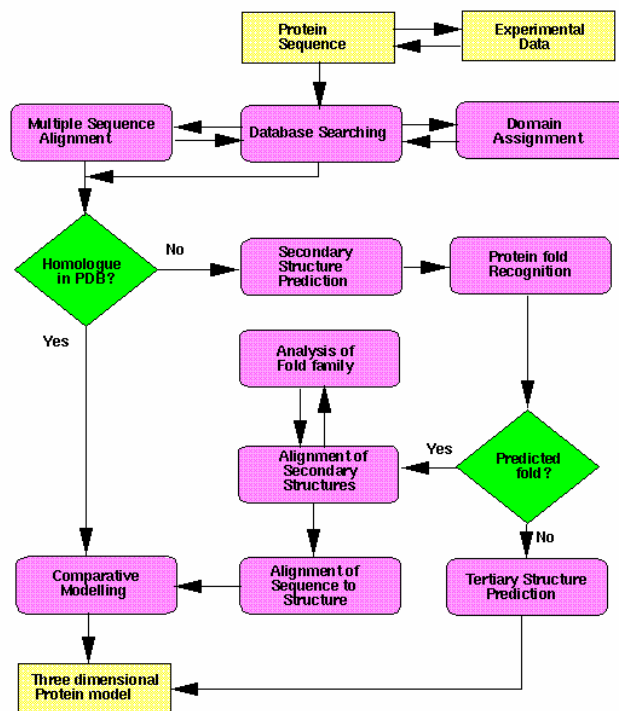 Protein
Sequence
Experimental
Data
Multiple Sequence
Alignment
Database Searching
Domain
Assignment
Homologue
in PDB?
No
Secondary
Structure
Prediction
Protein fold
Recognition
Yes
Analysis of
Fold family
Alignment of
Secondary
Structures
Yes
Predicted
fold?
No
Comparative
Modelling
Alignment of
Sequence to
Structure
Tertiary Structure
Prediction
Three dimensional
Protein model